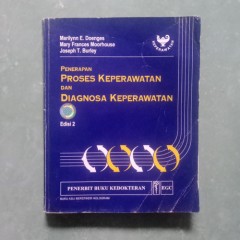 Marilynn E. Doenges
Mary Frances Moorhouse
Joseph T. Burley
PENERAPAN
PROSES KEPERAWATAN
DAN
DIAGNOSA KEPERAWATAN
Edisi 2
PENERBIT BUKU KEDOKTERAN EGC